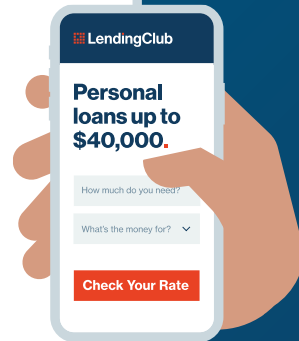 LendingClub
Personal
loans up to
$40,000.
How much do you need?
What's the money for?
Check Your Rate